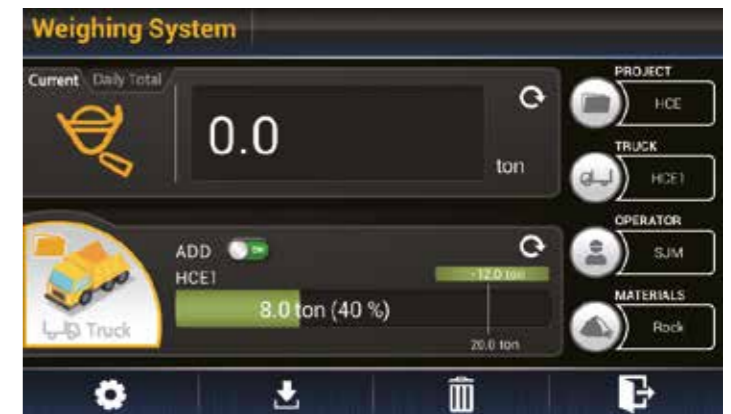 Weighing System
Current Daily Total
0.0
ton
ADD ON
HCE1
-12.0 ton
8.0 ton (40 %)
20.0 ton
Truck
PROJECT
HCE
TRUCK
HCE1
OPERATOR
SJM
MATERIALS
Rock